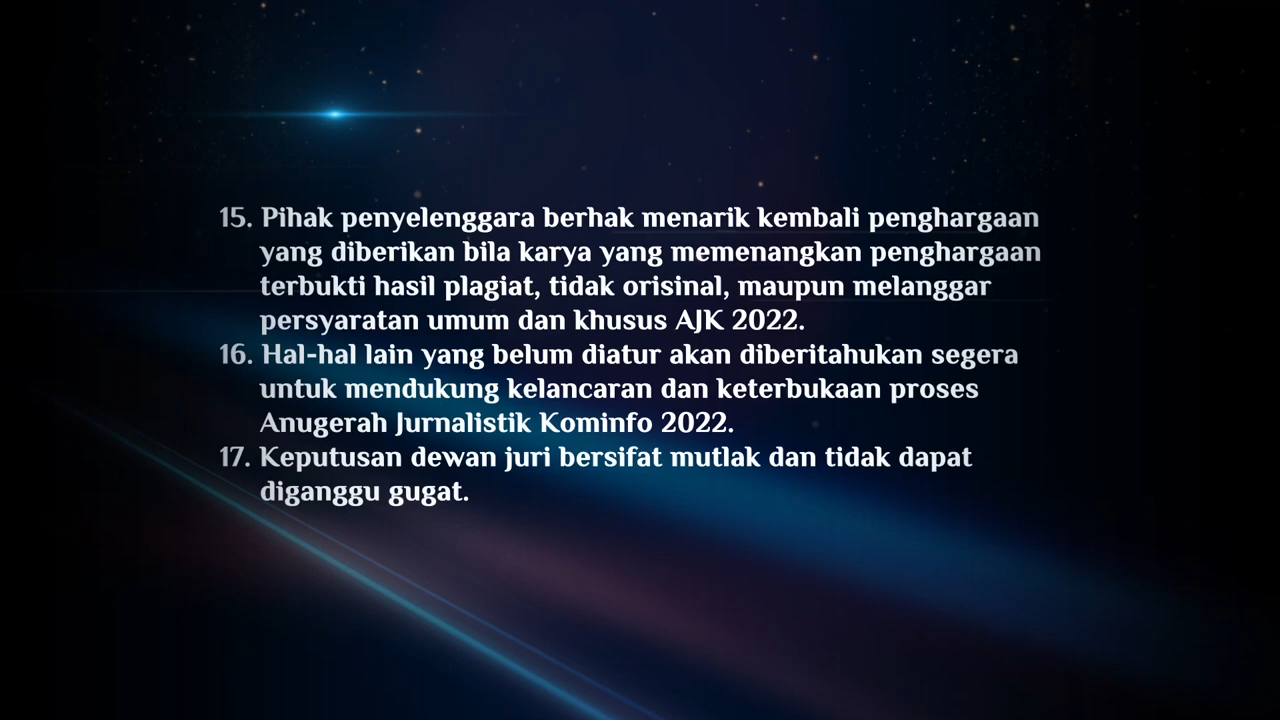 15. Pihak penyelenggara berhak menarik kembali penghargaan
yang diberikan bila karya yang memenangkan penghargaan
terbukti hasil plagiat, tidak orisinal, maupun melanggar
persyaratan umum dan khusus AJK 2022.
16. Hal-hal lain yang belum diatur akan diberitahukan segera
untuk mendukung kelancaran dan keterbukaan proses
Anugerah Jurnalistik Kominfo 2022.
17. Keputusan dewan juri bersifat mutlak dan tidak dapat
diganggu gugat.